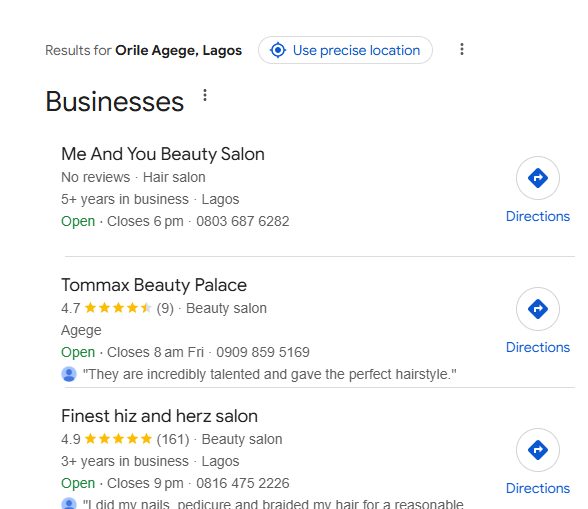 Results for Orile Agege, Lagos Use precise location
Businesses
Me And You Beauty Salon
No reviews · Hair salon
5+ years in business · Lagos
Open · Closes 6 pm · 0803 687 6282
Directions
Tommax Beauty Palace
4.7 (9) · Beauty salon
Agege
Open · Closes 8 am Fri · 0909 859 5169
Directions
"They are incredibly talented and gave the perfect hairstyle."
Finest hiz and herz salon
4.9 (161) · Beauty salon
3+ years in business · Lagos
Open · Closes 9 pm · 0816 475 2226
Directions
"I did my nails, pedicure and braided my hair for a reasonable